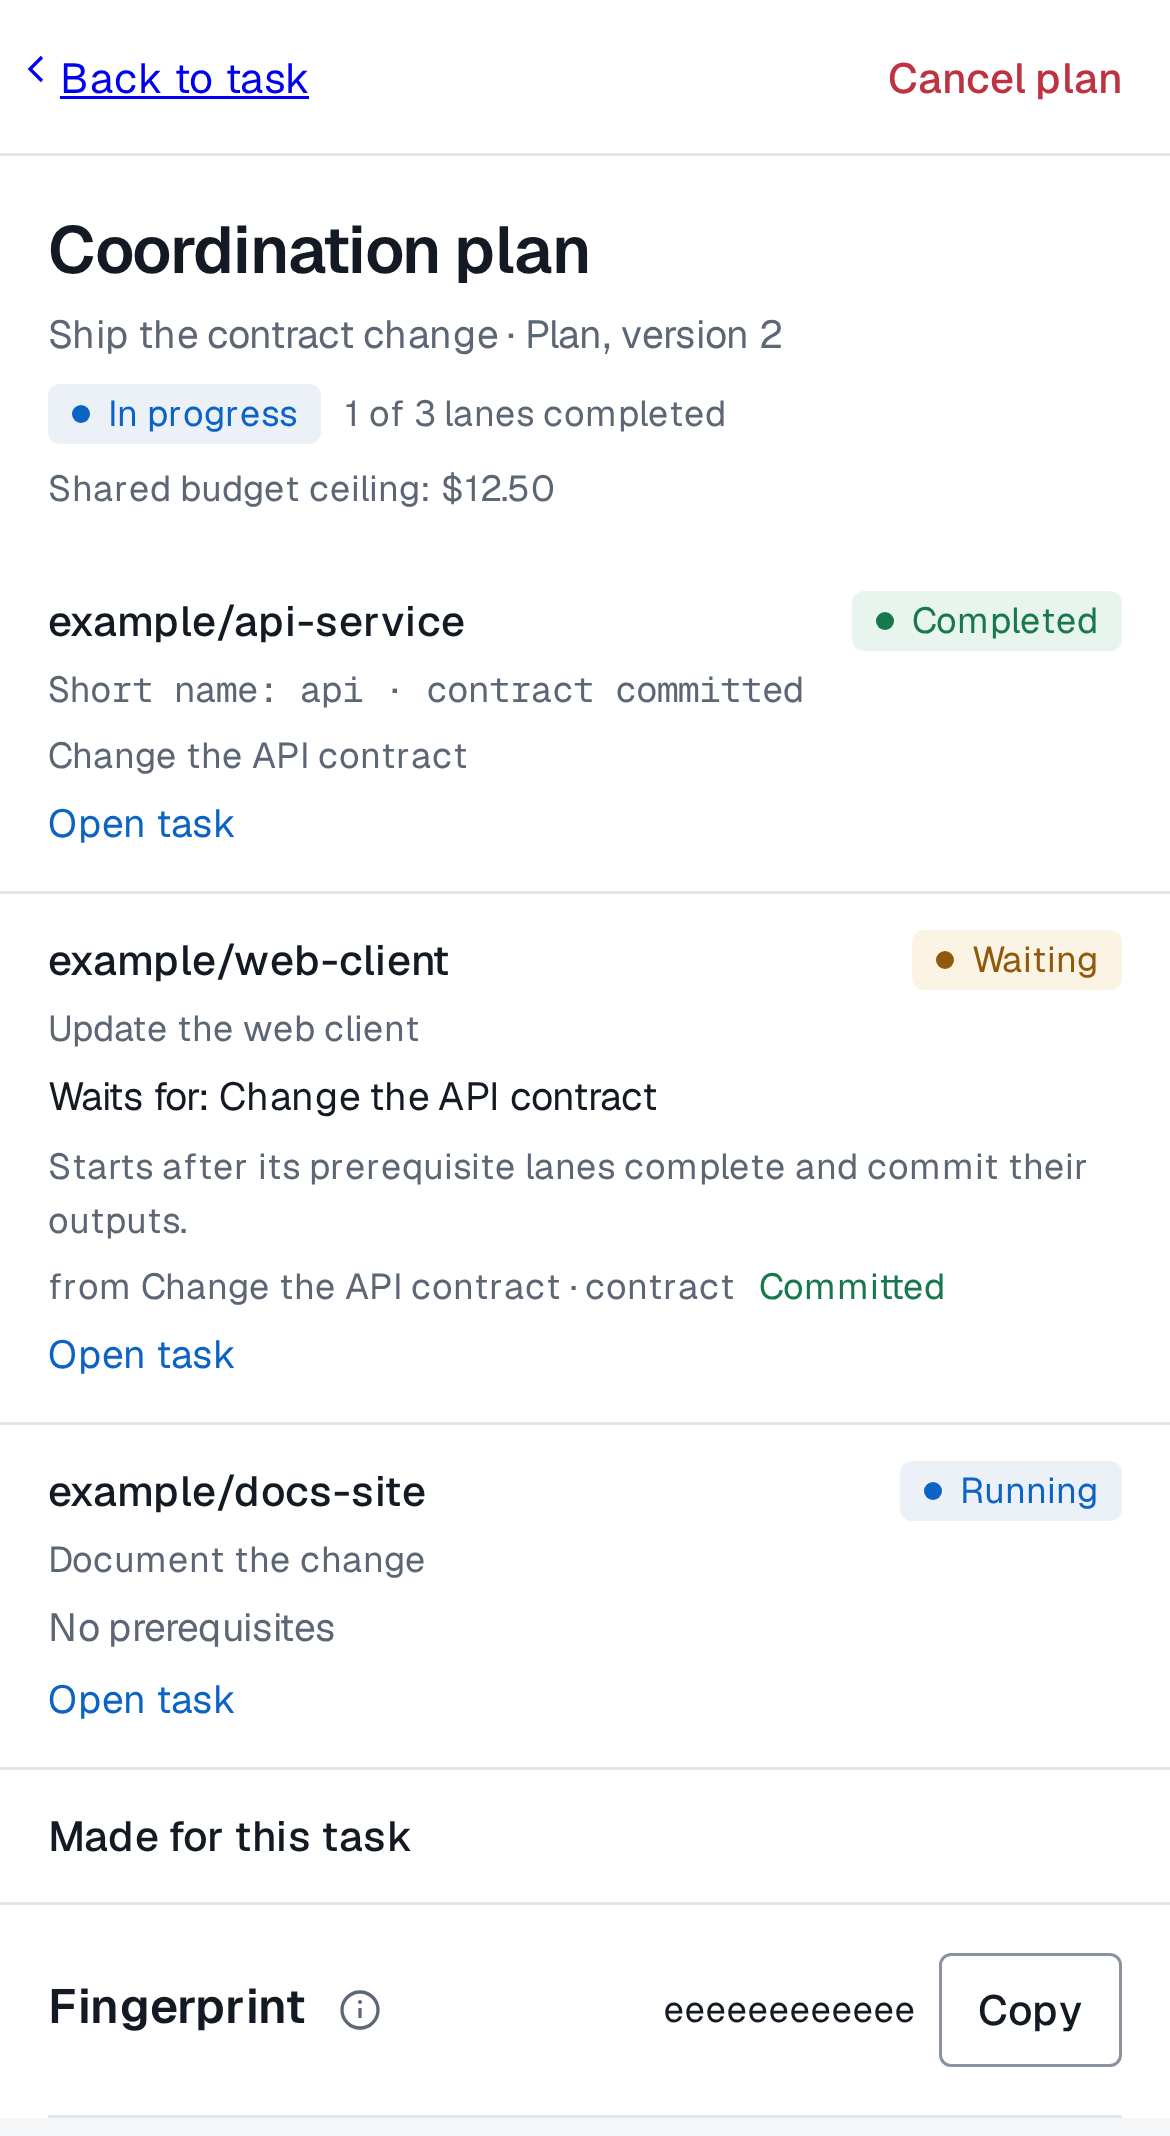 Back to task
Cancel plan
Coordination plan
Ship the contract change · Plan, version 2
In progress
1 of 3 lanes completed
Shared budget ceiling: $12.50
example/api-service
Completed
Short name: api · contract committed
Change the API contract
Open task
example/web-client
Waiting
Update the web client
Waits for: Change the API contract
Starts after its prerequisite lanes complete and commit their
outputs.
from Change the API contract · contract Committed
Open task
example/docs-site
Running
Document the change
No prerequisites
Open task
Made for this task
Fingerprint
eeeeeeeeeeee
Copy